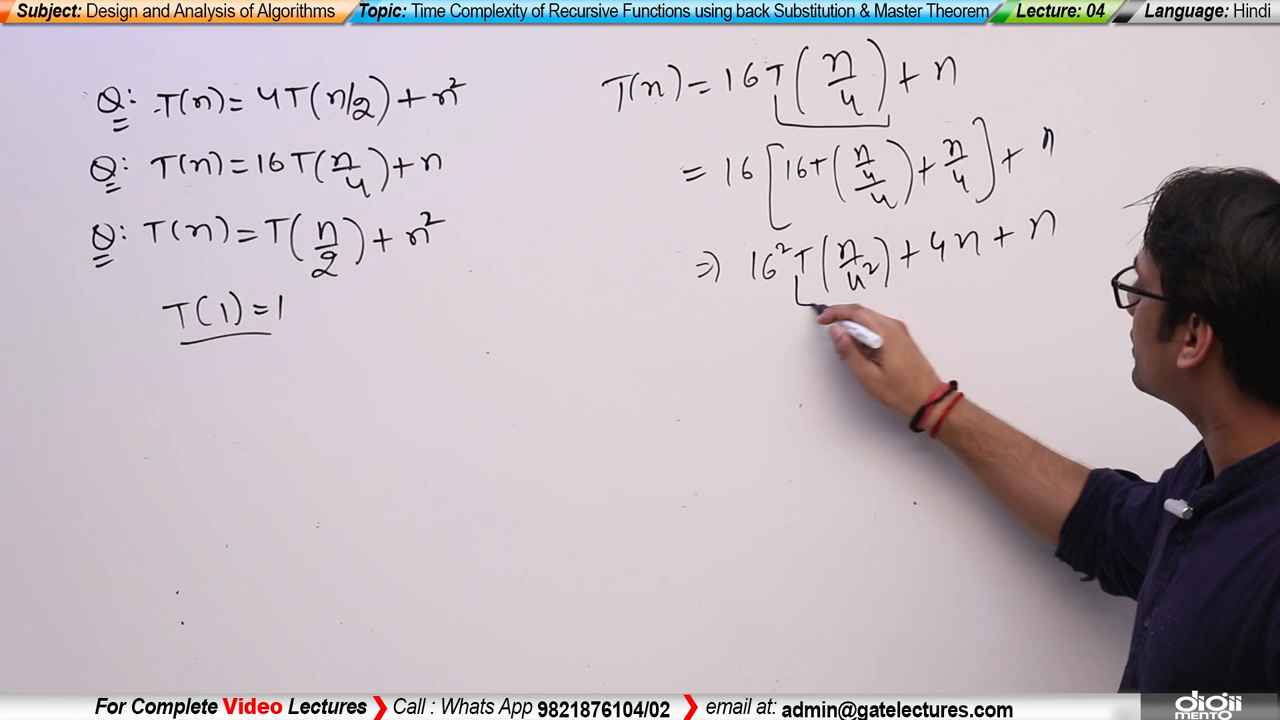 Subject: Design and Analysis of Algorithms Topic: Time Complexity of Recursive Functions using back Substitution & Master Theorem Lecture: 04 Language: Hindi
Q: T(n) = 4T(n/2) + n²
Q: T(n) = 16T(n/4) + n
Q: T(n) = T(n/2) + n²
T(1) = 1
T(n) = 16T(n/4) + n
= 16[16T((n/4)/4) + n/4] + n
⇒ 16²T(n/4²) + 4n + n
For Complete Video Lectures ❯ Call : Whats App 9821876104/02 ❯ email at: admin@gatelectures.com
digii
MENTO